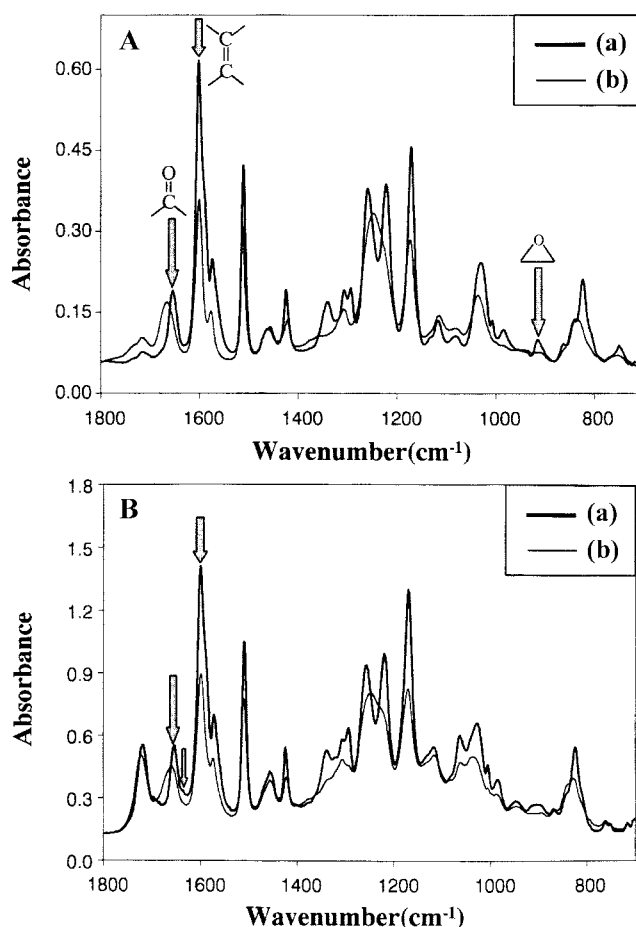 A
(a)
(b)
C
C
O
C
O
0.60
0.45
0.30
0.15
0.00
Absorbance
1800 1600 1400 1200 1000 800
Wavenumber(cm-1)
B
(a)
(b)
1.8
1.5
1.2
0.9
0.6
0.3
0.0
Absorbance
1800 1600 1400 1200 1000 800
Wavenumber(cm-1)